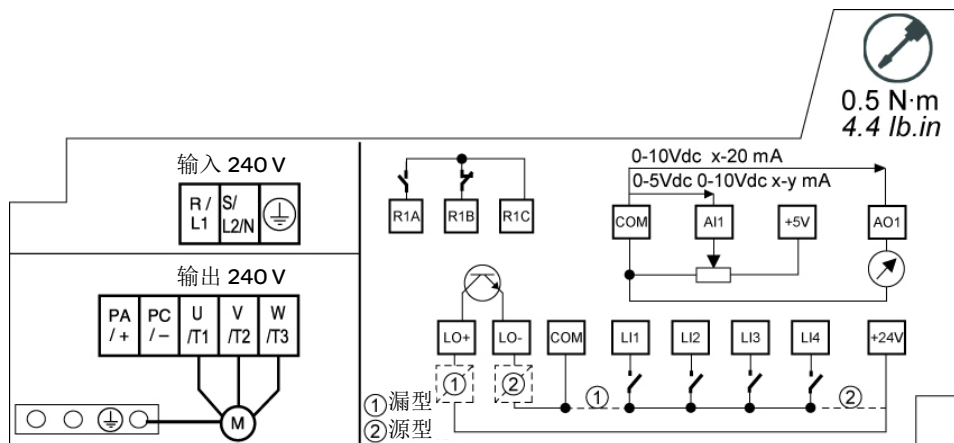 0.5 N·m
4.4 lb.in
输入 240 V
R / L1
S/ L2/N
输出 240 V
PA / +
PC / −
U /T1
V /T2
W /T3
M
R1A
R1B
R1C
0-10Vdc x-20 mA
0-5Vdc 0-10Vdc x-y mA
COM
AI1
+5V
AO1
LO+
LO-
COM
LI1
LI2
LI3
LI4
+24V
①
②
①
②
①漏型
②源型